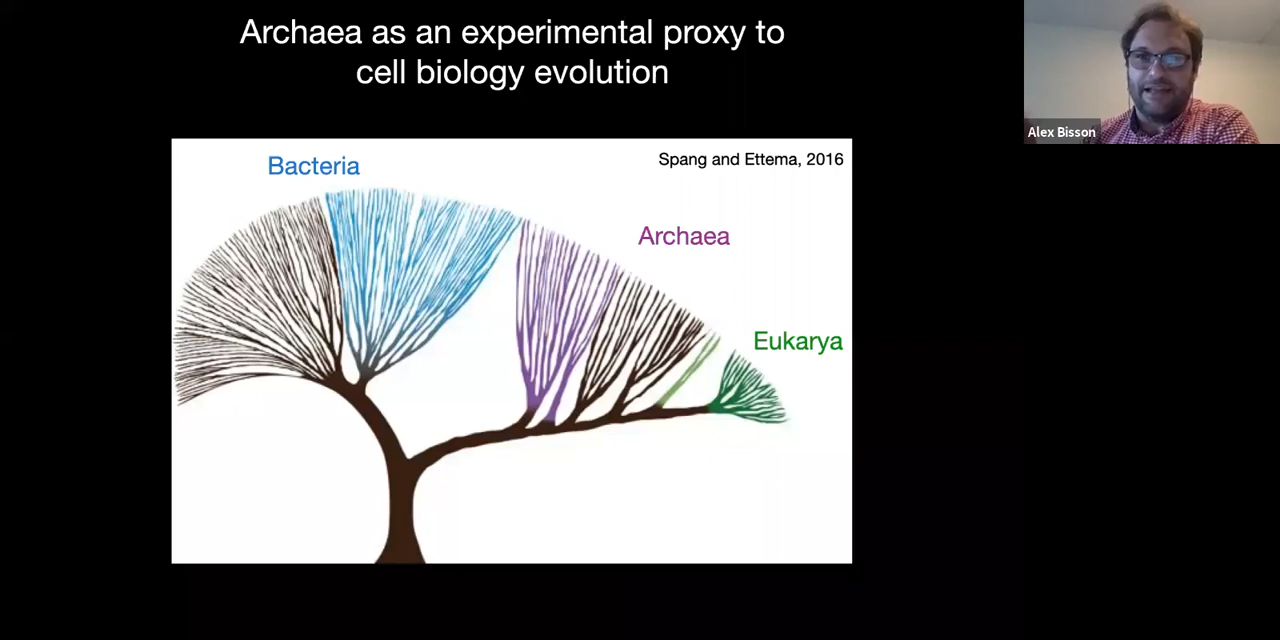 Archaea as an experimental proxy to
cell biology evolution
Alex Bisson
Bacteria
Spang and Ettema, 2016
Archaea
Eukarya